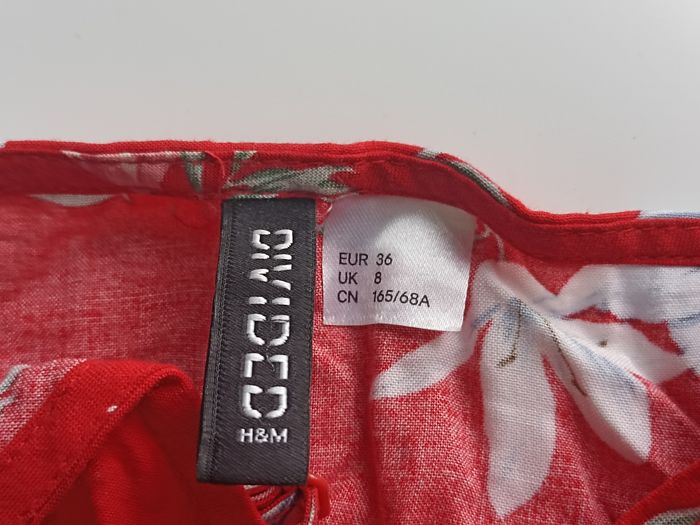 DIVIDED
H&M
EUR 36
UK 8
CN 165/68A